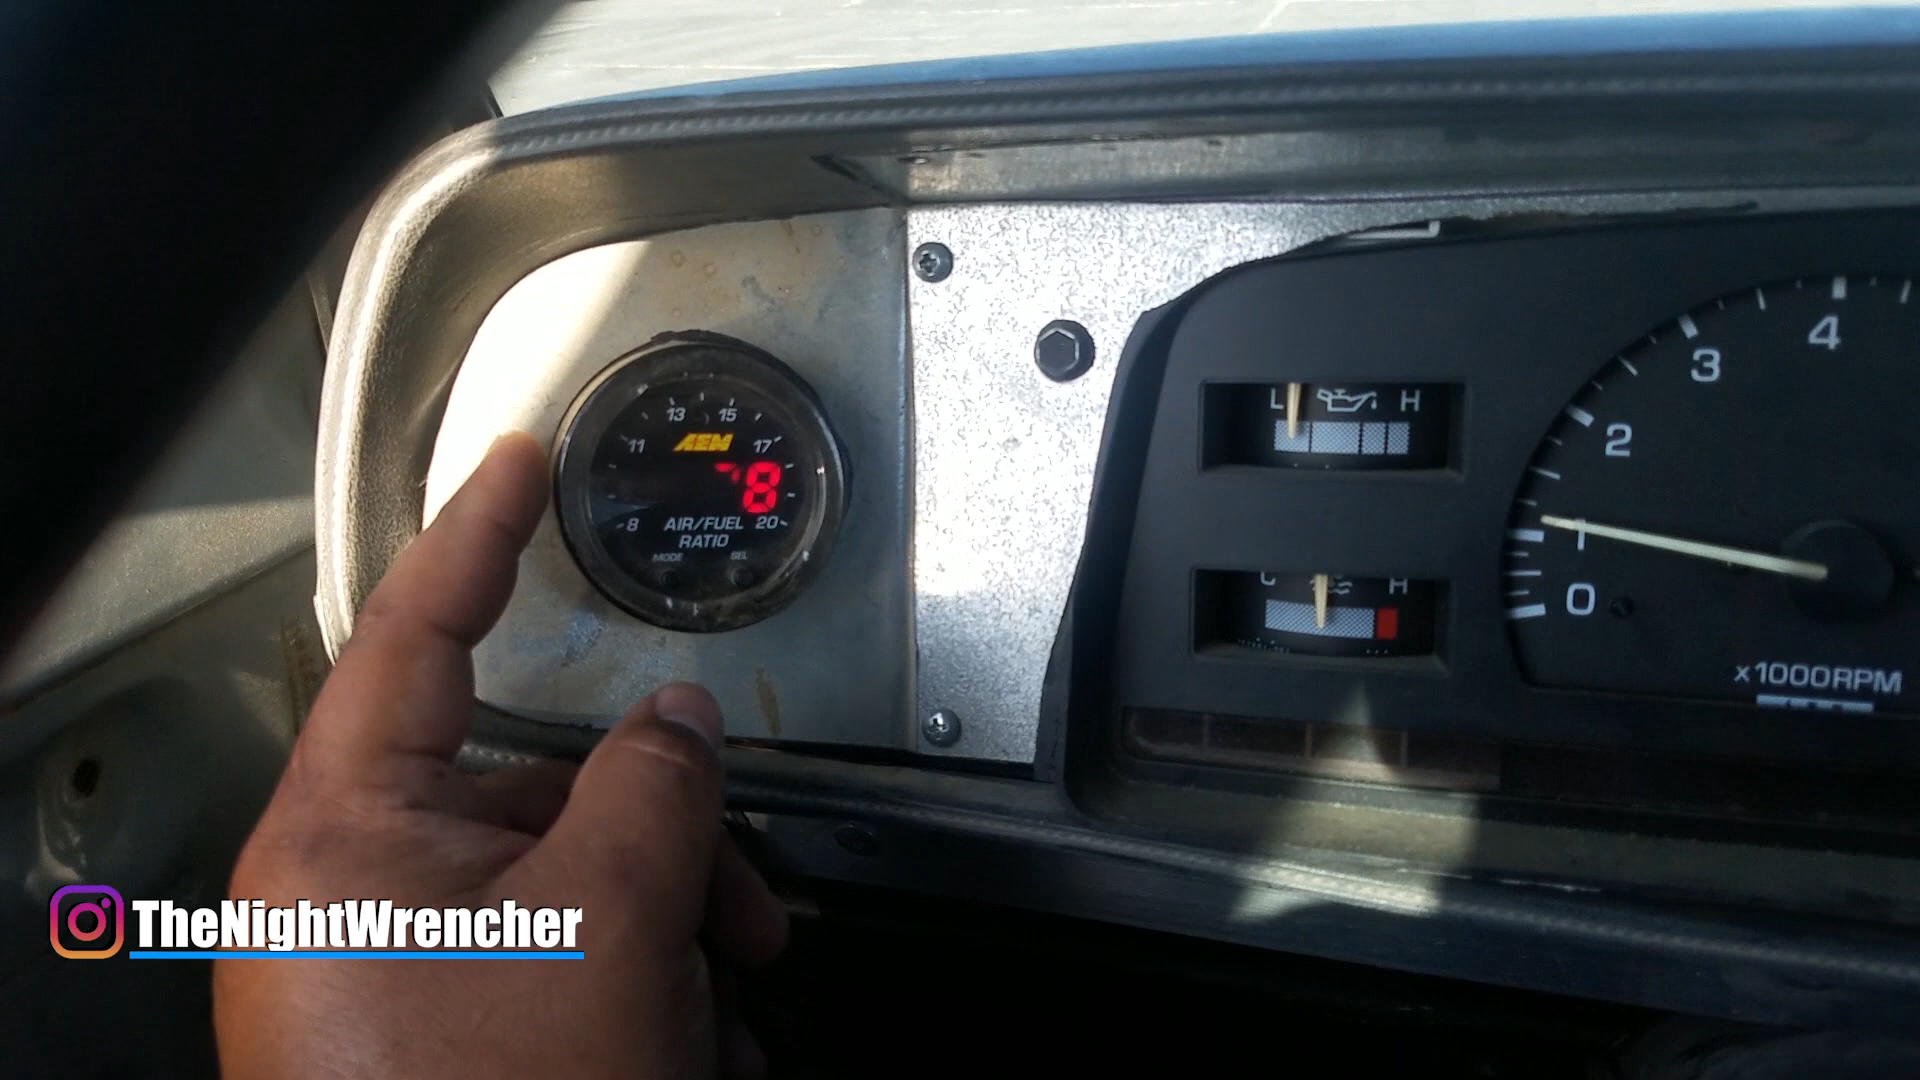 13 15
11 AEM 17
8
8 AIR/FUEL 20
RATIO
MODE SEL
L H
C H
4
3
2
1
0
x1000RPM
TheNightWrencher